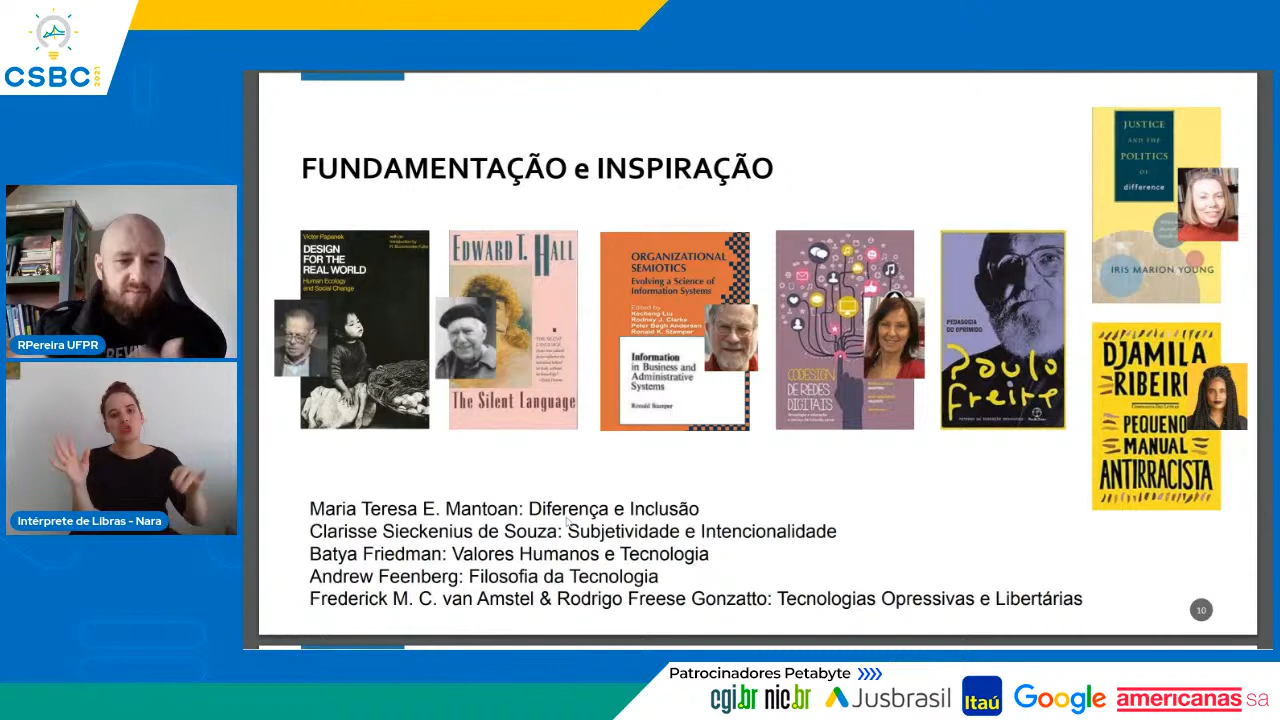 CSBC 2021
FUNDAMENTAÇÃO e INSPIRAÇÃO
Victor Papanek
DESIGN
FOR THE
REAL WORLD
Human Ecology
and Social Change
EDWARD T. HALL
The Silent Language
ORGANIZATIONAL
SEMIOTICS
Evolving a Science of
Information Systems
Edited by
Kecheng Liu
Rodney J. Clarke
Peter Bøgh Andersen
Ronald K. Stamper
Information
in Business and
Administrative
Systems
Ronald Stamper
CODESIGN
DE REDES
DIGITAIS
PEDAGOGIA
DO OPRIMIDO
Paulo
Freire
JUSTICE
AND THE
POLITICS
OF
difference
IRIS MARION YOUNG
DJAMILA
RIBEIR
PEQUENO
MANUAL
ANTIRRACISTA
RPereira UFPR
Intérprete de Libras - Nara
Maria Teresa E. Mantoan: Diferença e Inclusão
Clarisse Sieckenius de Souza: Subjetividade e Intencionalidade
Batya Friedman: Valores Humanos e Tecnologia
Andrew Feenberg: Filosofia da Tecnologia
Frederick M. C. van Amstel & Rodrigo Freese Gonzatto: Tecnologias Opressivas e Libertárias
10
Patrocinadores Petabyte
cgi.br nic.br Jusbrasil Itaú Google americanas sa